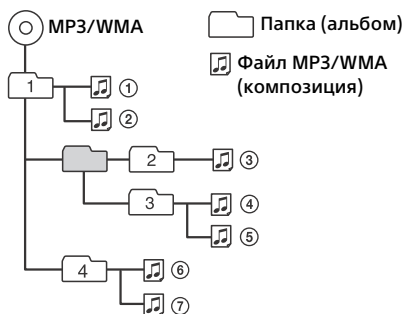 MP3/WMA
Папка (альбом)
Файл MP3/WMA
(композиция)
1
①
②
2
③
3
④
⑤
4
⑥
⑦